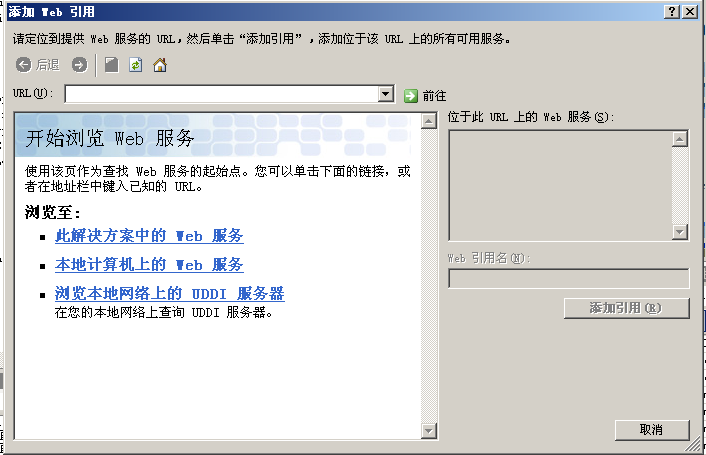 添加 Web 引用
请定位到提供 Web 服务的 URL，然后单击“添加引用”，添加位于该 URL 上的所有可用服务。
后退
URL(U):
前往
开始浏览 Web 服务
使用该页作为查找 Web 服务的起始点。您可以单击下面的链接，或
者在地址栏中键入已知的 URL。
浏览至:
此解决方案中的 Web 服务
本地计算机上的 Web 服务
浏览本地网络上的 UDDI 服务器
在您的本地网络上查询 UDDI 服务器。
位于此 URL 上的 Web 服务(S):
Web 引用名(N):
添加引用(R)
取消